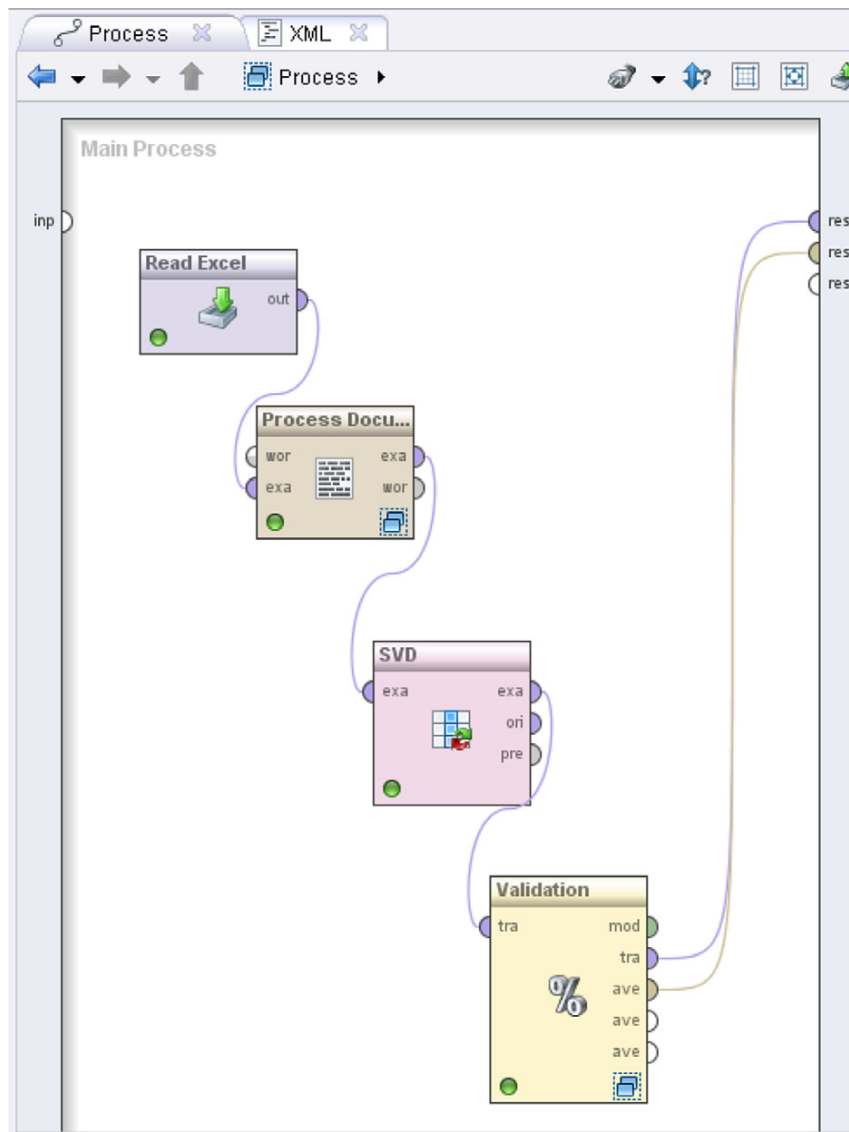 Process XML
Process
Main Process
inp
res
res
res
Read Excel
out
Process Docu...
wor exa
exa wor
SVD
exa exa
ori
pre
Validation
tra mod
tra
ave
ave
ave